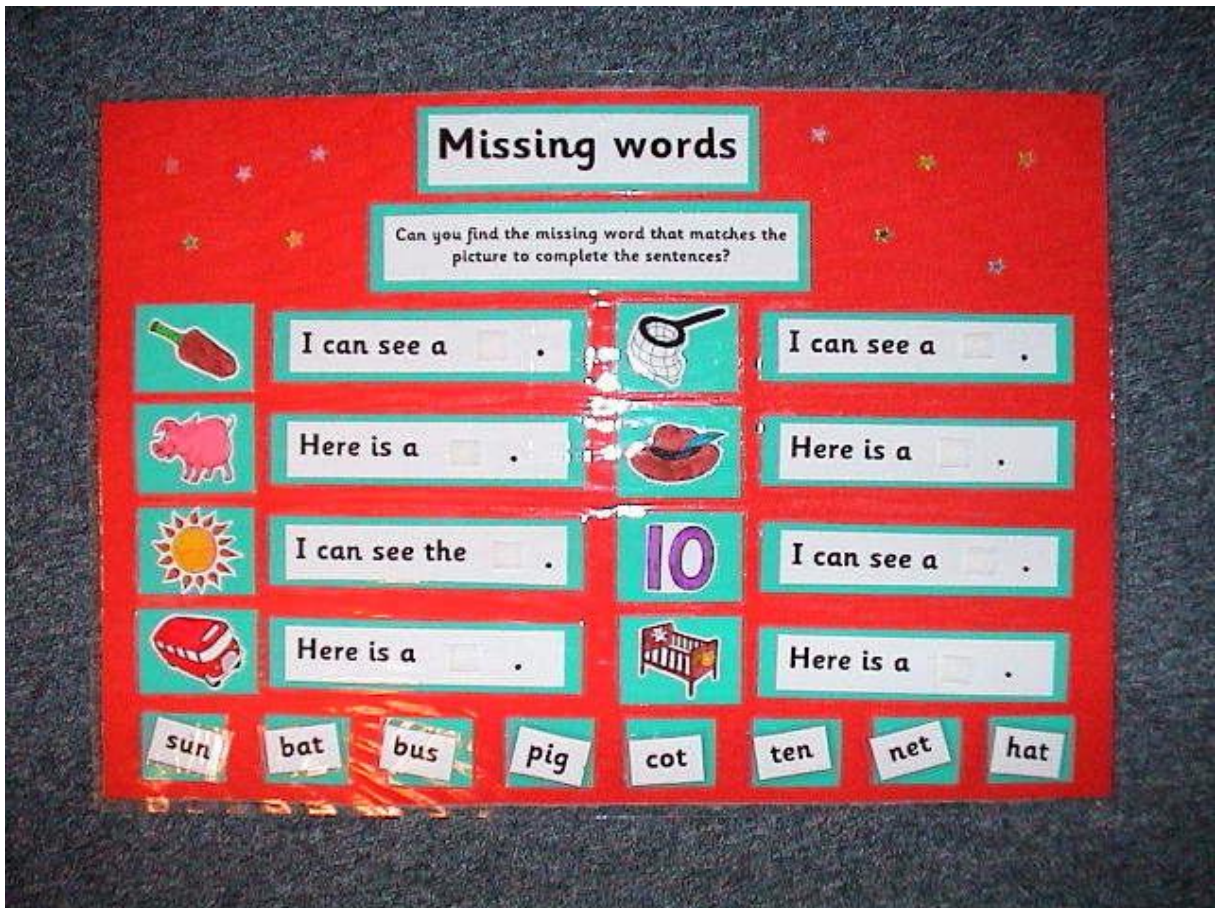 Missing words
Can you find the missing word that matches the
picture to complete the sentences?
I can see a .
I can see a .
Here is a .
Here is a .
I can see the .
10
I can see a .
Here is a .
Here is a .
sun bat bus pig cot ten net hat